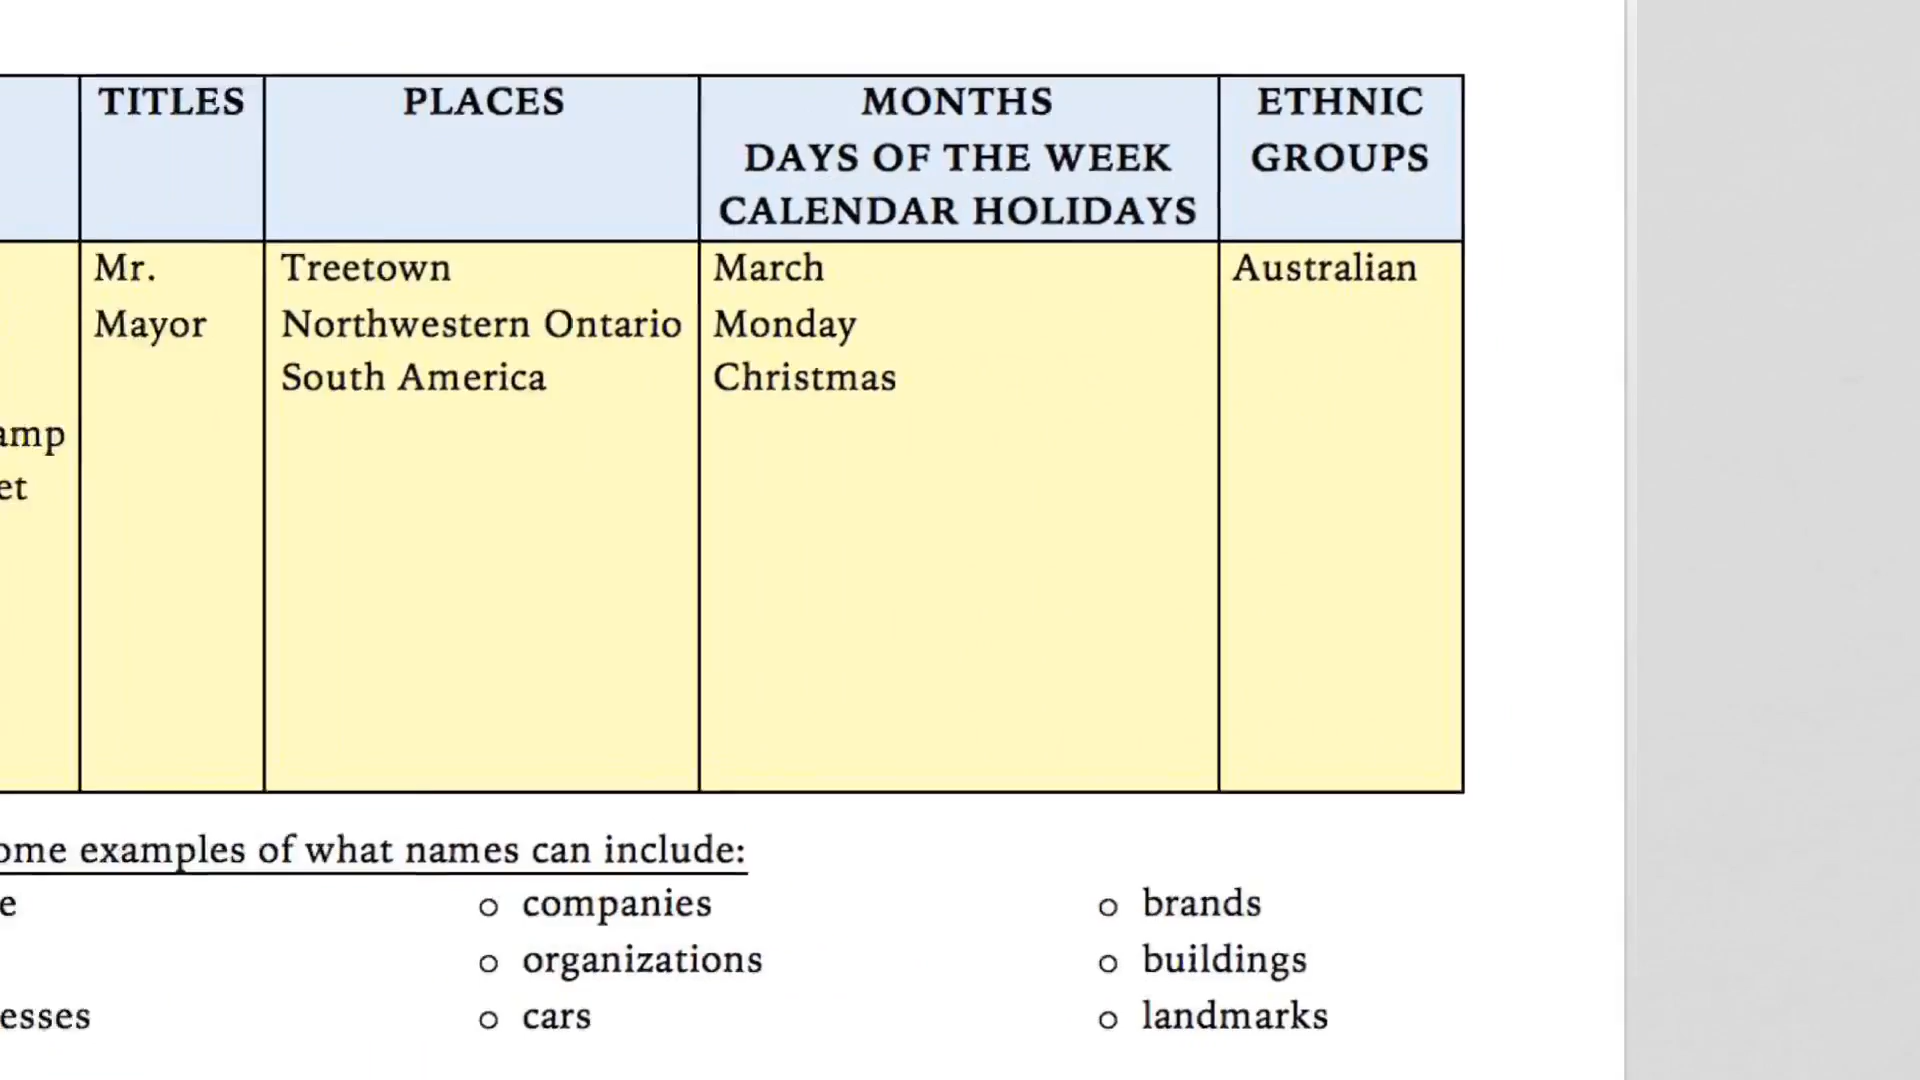 TITLES
PLACES
MONTHS
DAYS OF THE WEEK
CALENDAR HOLIDAYS
ETHNIC
GROUPS
amp
et
Mr.
Mayor
Treetown
Northwestern Ontario
South America
March
Monday
Christmas
Australian
ome examples of what names can include:
e
esses
o companies
o organizations
o cars
o brands
o buildings
o landmarks